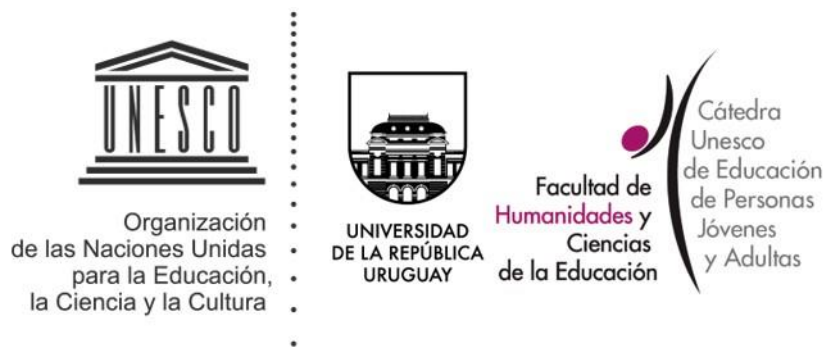 UNESCO
Organización
de las Naciones Unidas
para la Educación,
la Ciencia y la Cultura
UNIVERSIDAD
DE LA REPÚBLICA
URUGUAY
Facultad de
Humanidades y
Ciencias
de la Educación
Cátedra
Unesco
de Educación
de Personas
Jóvenes
y Adultas